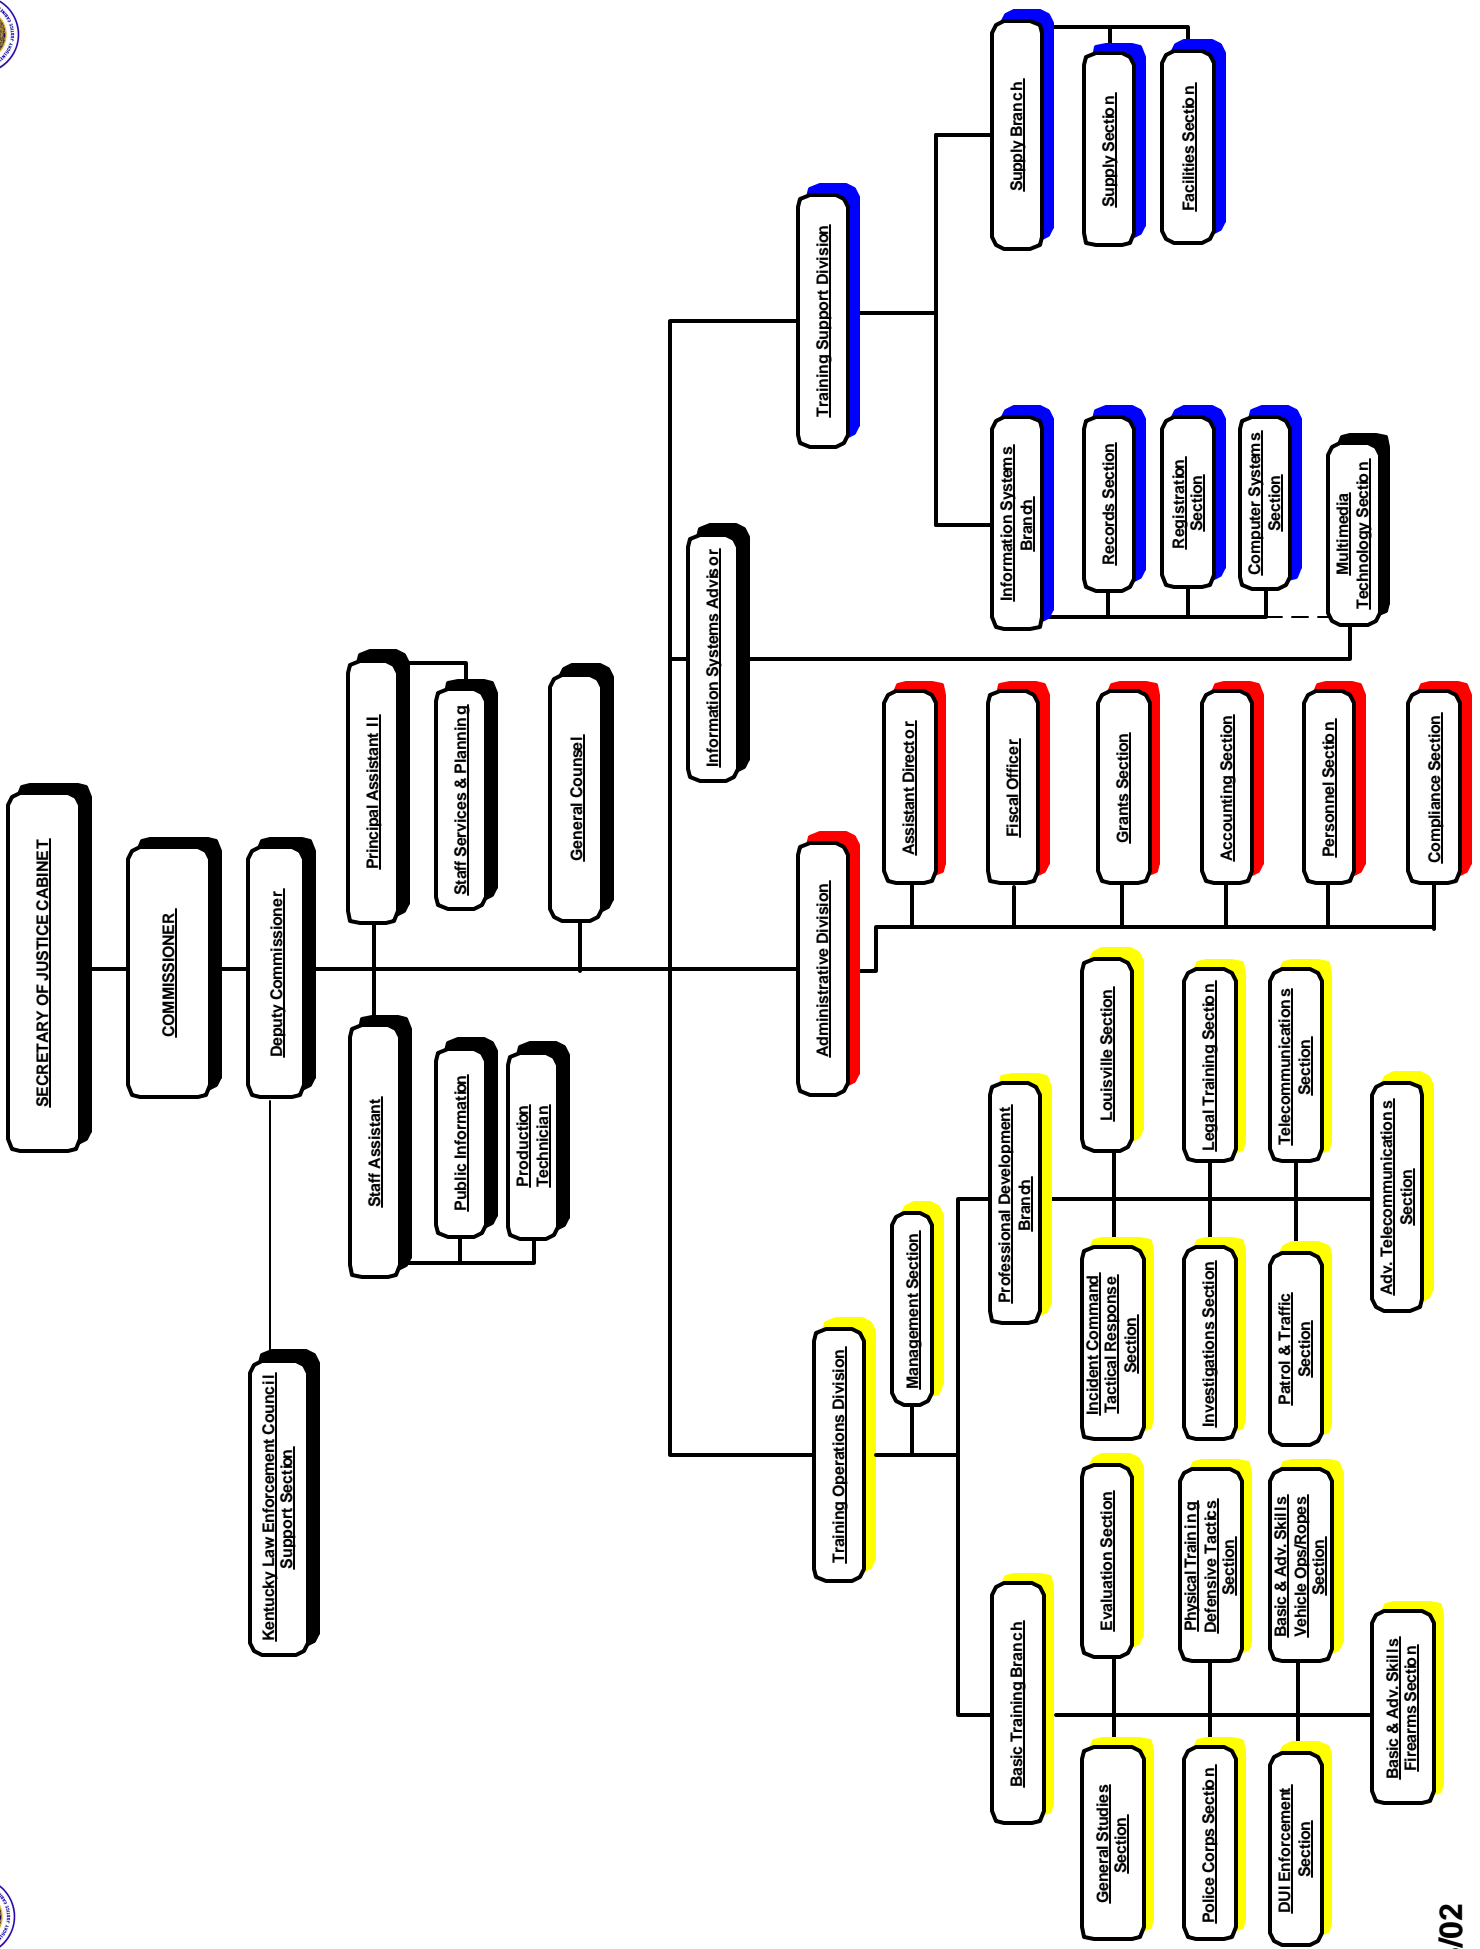 SECRETARY OF JUSTICE CABINET
COMMISSIONER
Deputy Commissioner
Kentucky Law Enforcement Council
Support Section
Staff Assistant
Principal Assistant II
Public Information
Staff Services & Planning
Production
Technician
General Counsel
Information Systems Advisor
Training Operations Division
Administrative Division
Training Support Division
Management Section
Assistant Director
Basic Training Branch
Professional Development
Branch
Fiscal Officer
Information Systems
Branch
Supply Branch
General Studies
Section
Evaluation Section
Incident Command
Tactical Response
Section
Louisville Section
Grants Section
Records Section
Supply Section
Police Corps Section
Physical Training
Defensive Tactics
Section
Investigations Section
Legal Training Section
Accounting Section
Registration
Section
Facilities Section
DUI Enforcement
Section
Basic & Adv. Skills
Vehicle Ops/Ropes
Section
Patrol & Traffic
Section
Telecommunications
Section
Personnel Section
Computer Systems
Section
Multimedia
Technology Section
Basic & Adv. Skills
Firearms Section
Adv. Telecommunications
Section
Compliance Section
/02